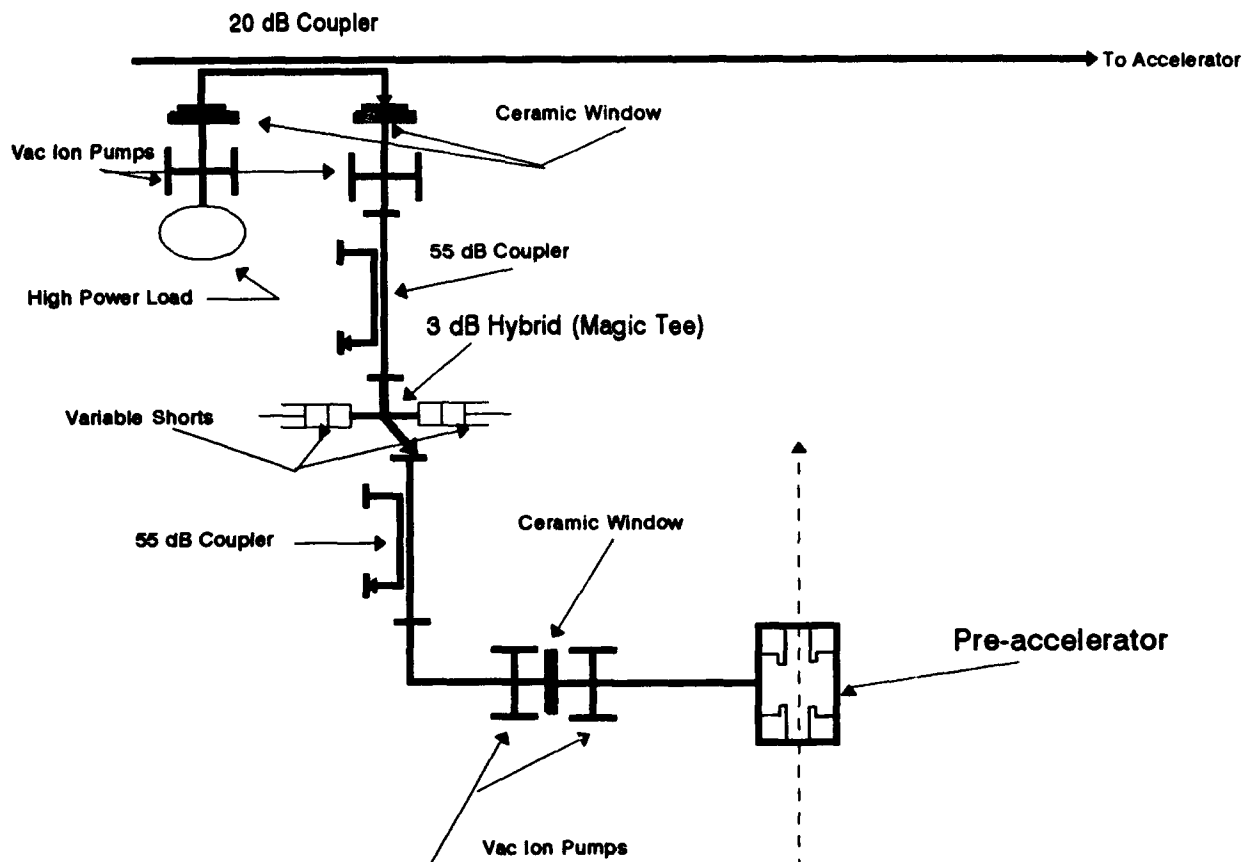 20 dB Coupler
To Accelerator
Ceramic Window
Vac Ion Pumps
55 dB Coupler
High Power Load
3 dB Hybrid (Magic Tee)
Variable Shorts
Ceramic Window
55 dB Coupler
Pre-accelerator
Vac Ion Pumps